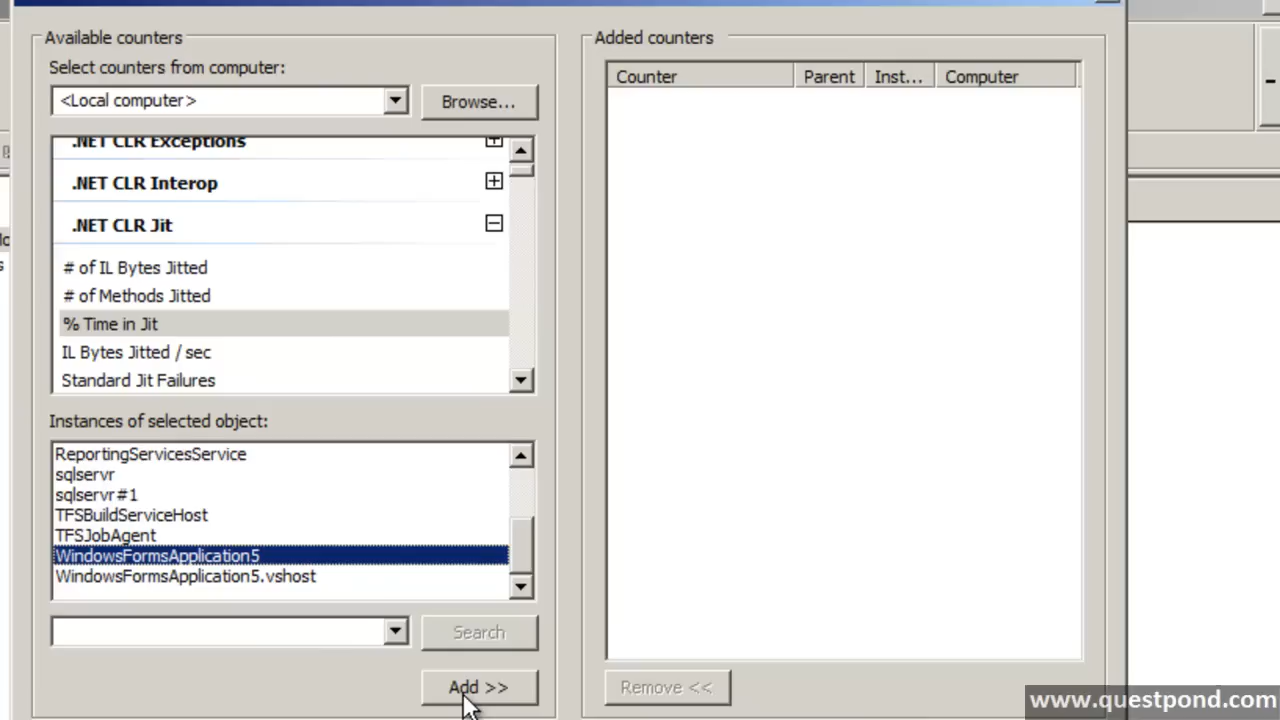 Available counters
Select counters from computer:
<Local computer>
Browse...
.NET CLR Exceptions
.NET CLR Interop
.NET CLR Jit
# of IL Bytes Jitted
# of Methods Jitted
% Time in Jit
IL Bytes Jitted / sec
Standard Jit Failures
Instances of selected object:
ReportingServicesService
sqlservr
sqlservr#1
TFSBuildServiceHost
TFSJobAgent
WindowsFormsApplication5
WindowsFormsApplication5.vshost
Search
Add >>
Added counters
Counter Parent Inst... Computer
Remove <<
www.questpond.com